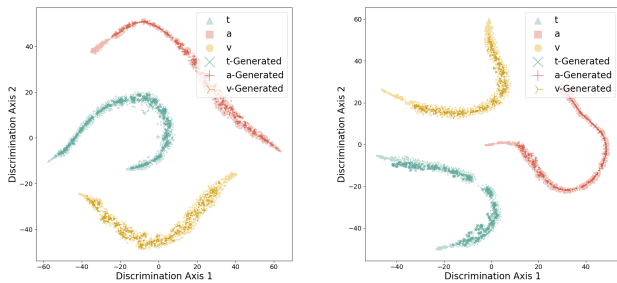 t
a
v
t-Generated
a-Generated
v-Generated
40
20
0
−20
−40
Discrimination Axis 2
−60
−40
−20
0
20
40
60
Discrimination Axis 1
t
a
v
t-Generated
a-Generated
v-Generated
60
40
20
0
−20
−40
Discrimination Axis 2
−40
−20
0
20
40
Discrimination Axis 1